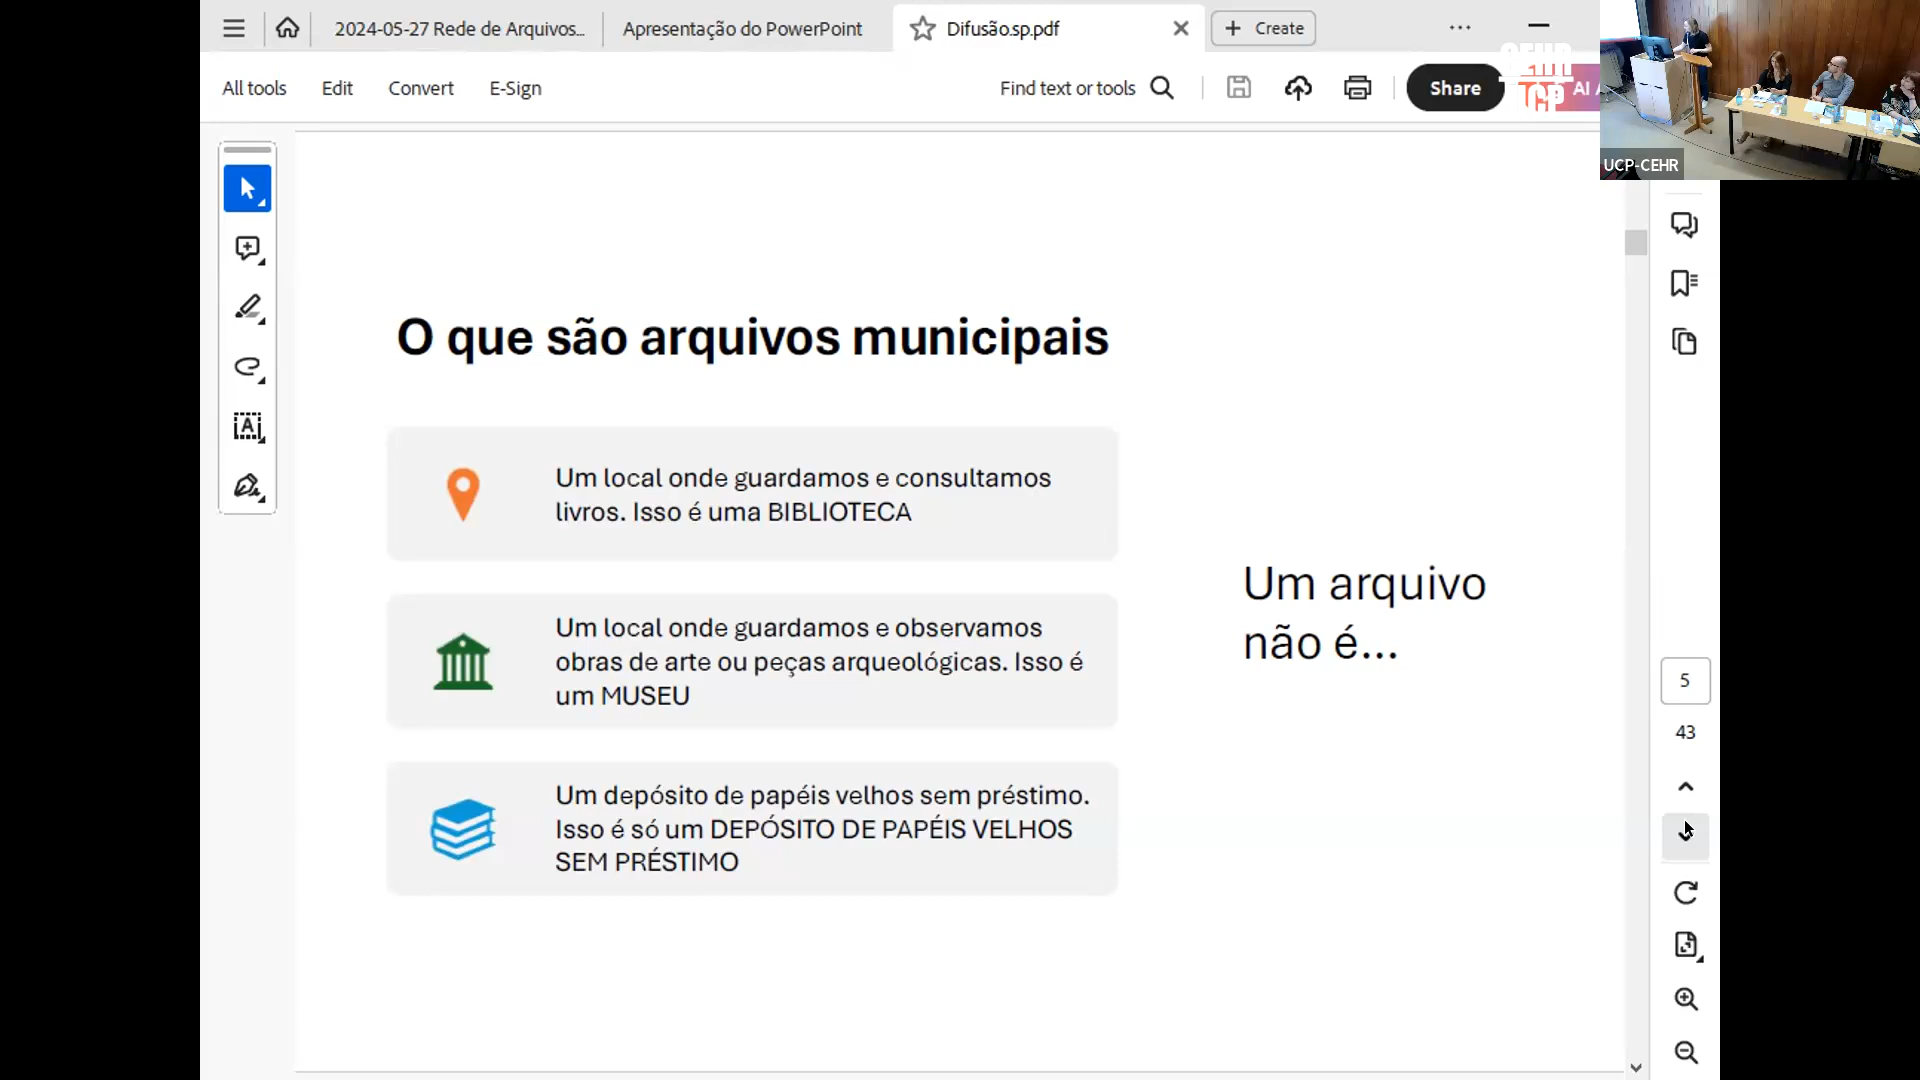 2024-05-27 Rede de Arquivos...
Apresentação do PowerPoint
Difusão.sp.pdf
Create
All tools
Edit
Convert
E-Sign
Find text or tools
Share
AI
CEHR
UCP
UCP-CEHR
O que são arquivos municipais
Um local onde guardamos e consultamos
livros. Isso é uma BIBLIOTECA
Um local onde guardamos e observamos
obras de arte ou peças arqueológicas. Isso é
um MUSEU
Um depósito de papéis velhos sem préstimo.
Isso é só um DEPÓSITO DE PAPÉIS VELHOS
SEM PRÉSTIMO
Um arquivo
não é...
5
43